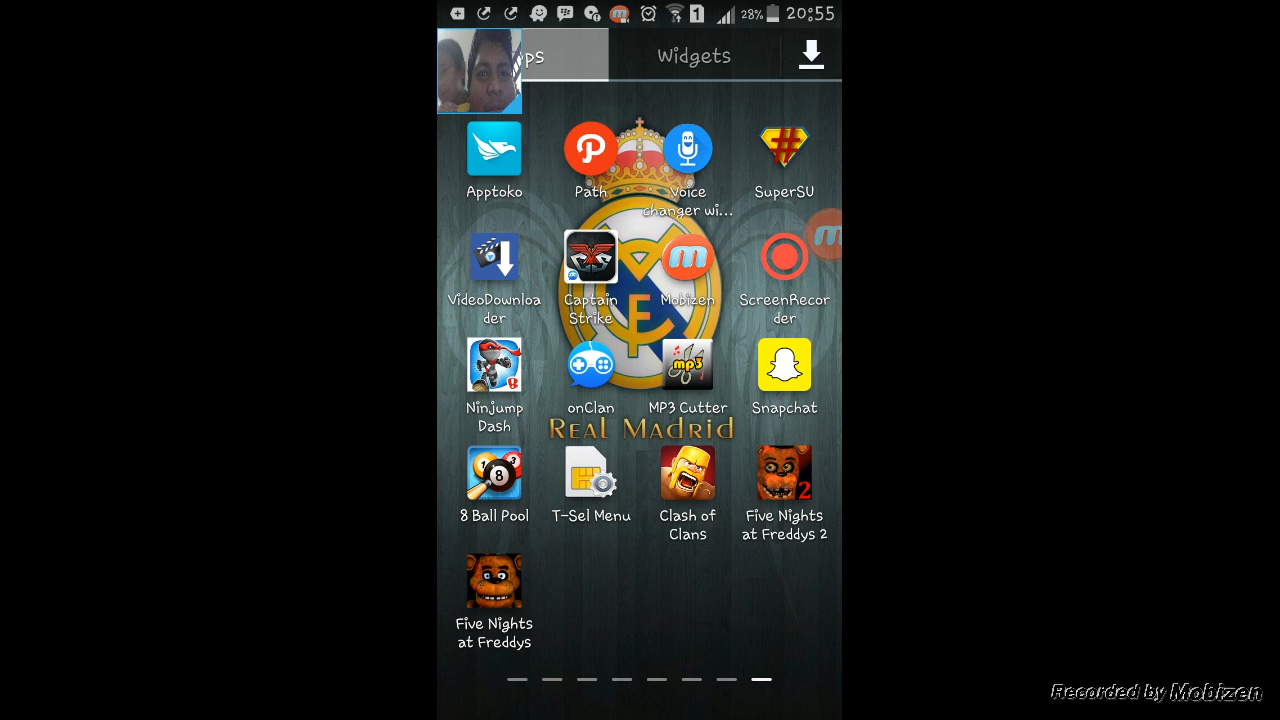 28% 20:55
ps Widgets
Apptoko Path Voice changer wi... SuperSU
VideoDownloa
der
Captain
Strike
Mobizen
ScreenRecor
der
Ninjump
Dash
onClan
mp3
MP3 Cutter
Snapchat
REAL MADRID
8 Ball Pool
T-Sel Menu
Clash of
Clans
2
Five Nights
at Freddys 2
Five Nights
at Freddys
Recorded by Mobizen